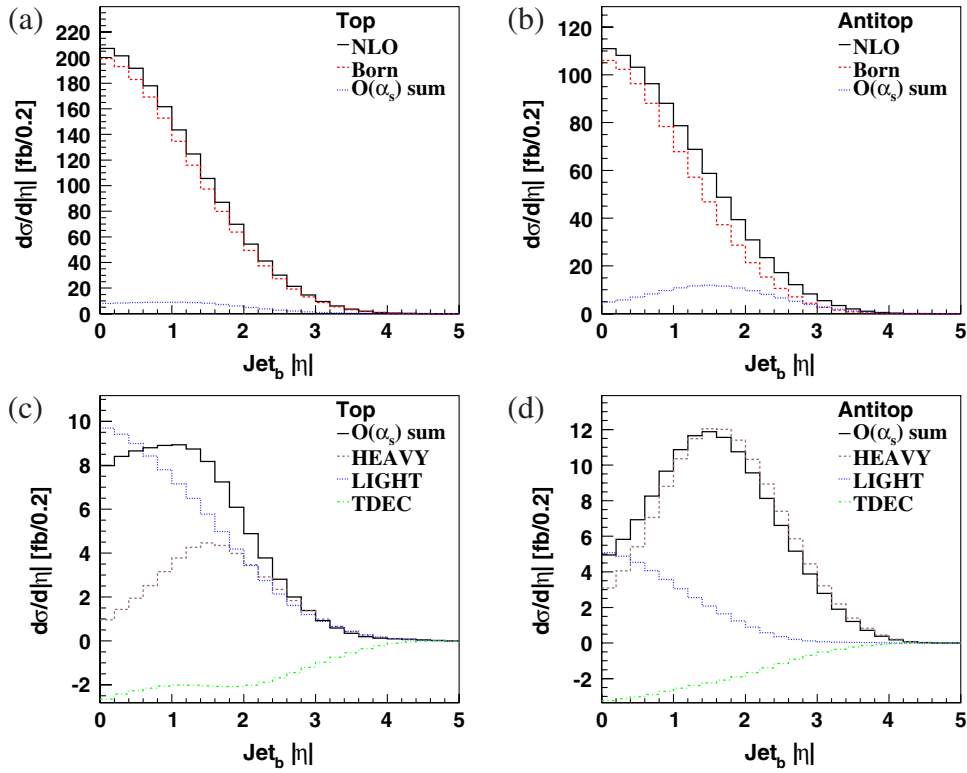 (a)
Top
NLO
Born
O(αs) sum
dσ/d|η| [fb/0.2]
200
180
160
140
120
100
80
60
40
20
0
0 1 2 3 4 5
Jetb |η|
(b)
Antitop
NLO
Born
O(αs) sum
dσ/d|η| [fb/0.2]
120
100
80
60
40
20
0
0 1 2 3 4 5
Jetb |η|
(c)
Top
O(αs) sum
HEAVY
LIGHT
TDEC
dσ/d|η| [fb/0.2]
10
8
6
4
2
0
-2
0 1 2 3 4 5
Jetb |η|
(d)
Antitop
O(αs) sum
HEAVY
LIGHT
TDEC
dσ/d|η| [fb/0.2]
12
10
8
6
4
2
0
-2
0 1 2 3 4 5
Jetb |η|